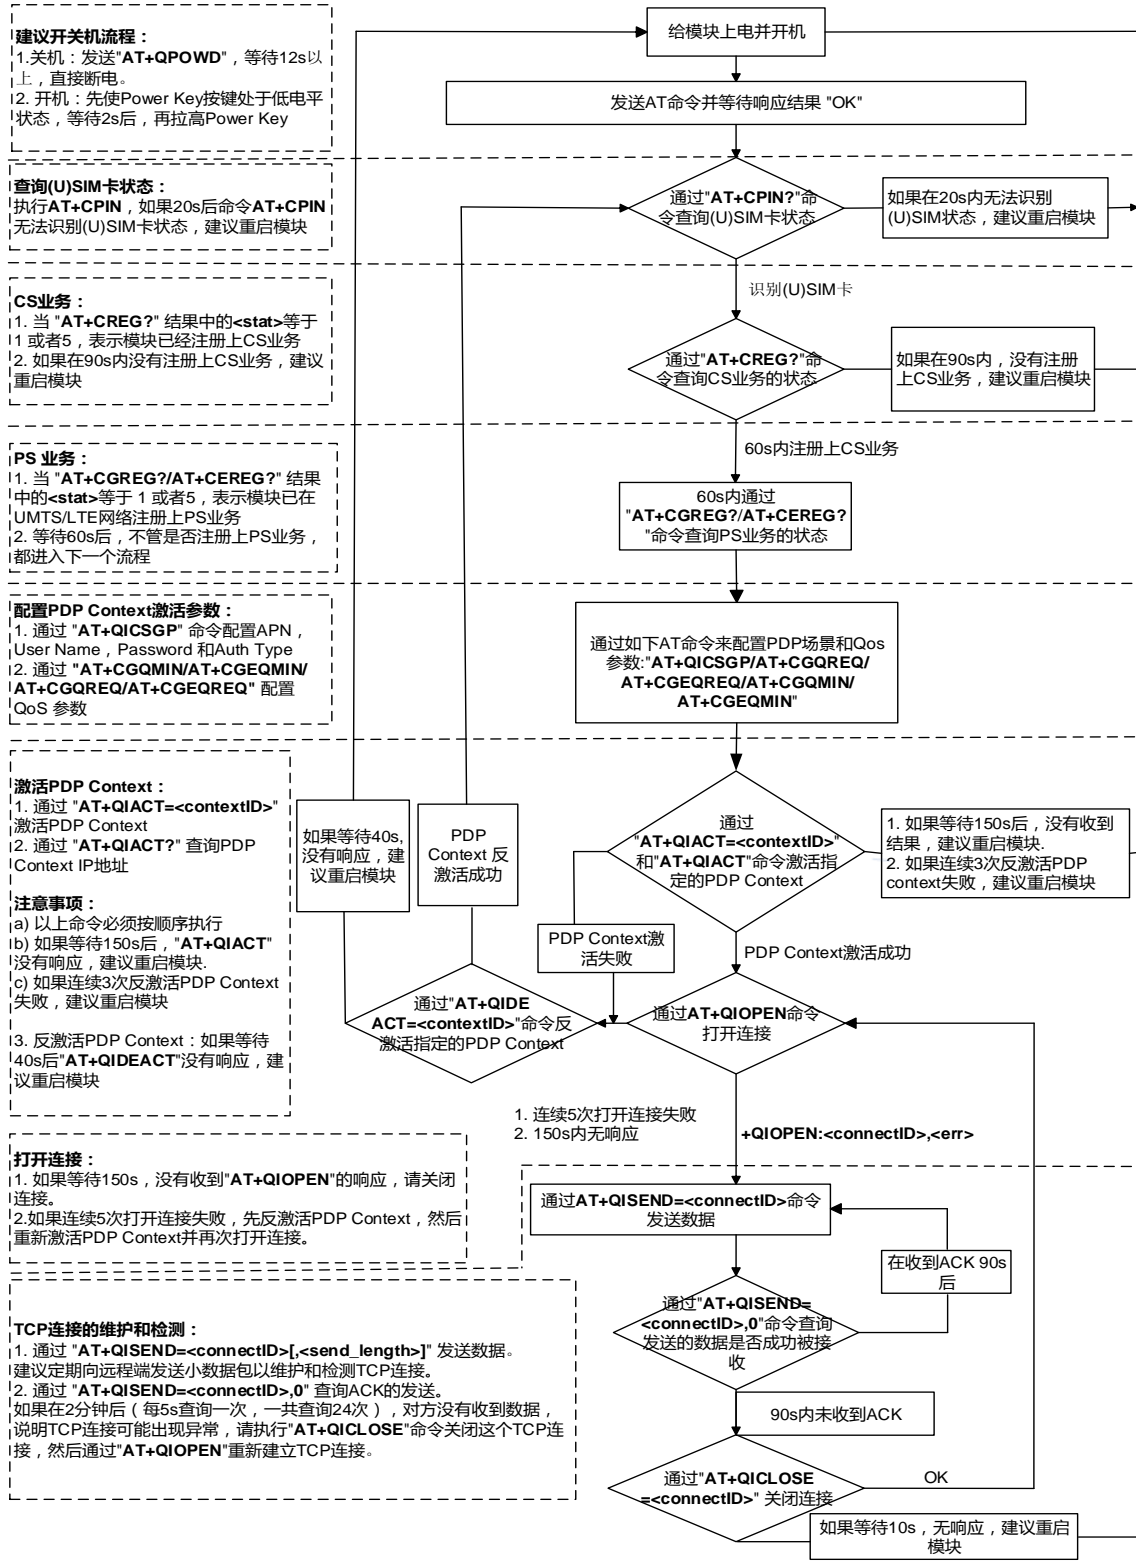 建议开关机流程：
1.关机：发送"AT+QPOWD"，等待12s以
上，直接断电。
2. 开机：先使Power Key按键处于低电平
状态，等待2s后，再拉高Power Key
给模块上电并开机
发送AT命令并等待响应结果 "OK"
查询(U)SIM卡状态：
执行AT+CPIN，如果20s后命令AT+CPIN
无法识别(U)SIM卡状态，建议重启模块
通过"AT+CPIN?"命
令查询(U)SIM卡状态
如果在20s内无法识别
(U)SIM状态，建议重启模块
识别(U)SIM卡
CS业务：
1. 当 "AT+CREG?" 结果中的<stat>等于
1 或者5，表示模块已经注册上CS业务
2. 如果在90s内没有注册上CS业务，建议
重启模块
通过"AT+CREG?"命
令查询CS业务的状态
如果在90s内，没有注册
上CS业务，建议重启模块
60s内注册上CS业务
PS 业务：
1. 当 "AT+CGREG?/AT+CEREG?" 结果
中的<stat>等于 1 或者5，表示模块已在
UMTS/LTE网络注册上PS业务
2. 等待60s后，不管是否注册上PS业务，
都进入下一个流程
60s内通过
"AT+CGREG?/AT+CEREG?
"命令查询PS业务的状态
配置PDP Context激活参数：
1. 通过 "AT+QICSGP" 命令配置APN，
User Name，Password 和Auth Type
2. 通过 "AT+CGQMIN/AT+CGEQMIN/
AT+CGQREQ/AT+CGEQREQ" 配置
QoS 参数
通过如下AT命令来配置PDP场景和Qos
参数:"AT+QICSGP/AT+CGQREQ/
AT+CGEQREQ/AT+CGQMIN/
AT+CGEQMIN"
激活PDP Context：
1. 通过 "AT+QIACT=<contextID>"
激活PDP Context
2. 通过 "AT+QIACT?" 查询PDP
Context IP地址
注意事项：
a) 以上命令必须按顺序执行
b) 如果等待150s后，"AT+QIACT"
没有响应，建议重启模块.
c) 如果连续3次反激活PDP Context
失败，建议重启模块
3. 反激活PDP Context：如果等待
40s后"AT+QIDEACT"没有响应，建
议重启模块
如果等待40s,
没有响应，建
议重启模块
PDP
Context 反
激活成功
通过
"AT+QIACT=<contextID>"
和"AT+QIACT"命令激活指
定的PDP Context
1. 如果等待150s后，没有收到
结果，建议重启模块.
2. 如果连续3次反激活PDP
context失败，建议重启模块
PDP Context激
活失败
PDP Context激活成功
通过"AT+QIDE
ACT=<contextID>"命令反
激活指定的PDP Context
通过AT+QIOPEN命令
打开连接
1. 连续5次打开连接失败
2. 150s内无响应
+QIOPEN:<connectID>,<err>
打开连接：
1. 如果等待150s，没有收到"AT+QIOPEN"的响应，请关闭
连接。
2.如果连续5次打开连接失败，先反激活PDP Context，然后
重新激活PDP Context并再次打开连接。
通过AT+QISEND=<connectID>命令
发送数据
在收到ACK 90s
后
通过"AT+QISEND=
<connectID>,0"命令查询
发送的数据是否成功被接
收
TCP连接的维护和检测：
1. 通过 "AT+QISEND=<connectID>[,<send_length>]" 发送数据。
建议定期向远程端发送小数据包以维护和检测TCP连接。
2. 通过 "AT+QISEND=<connectID>,0" 查询ACK的发送。
如果在2分钟后（每5s查询一次，一共查询24次），对方没有收到数据，
说明TCP连接可能出现异常，请执行"AT+QICLOSE"命令关闭这个TCP连
接，然后通过"AT+QIOPEN"重新建立TCP连接。
90s内未收到ACK
通过"AT+QICLOSE
=<connectID>" 关闭连接
OK
如果等待10s，无响应，建议重启
模块